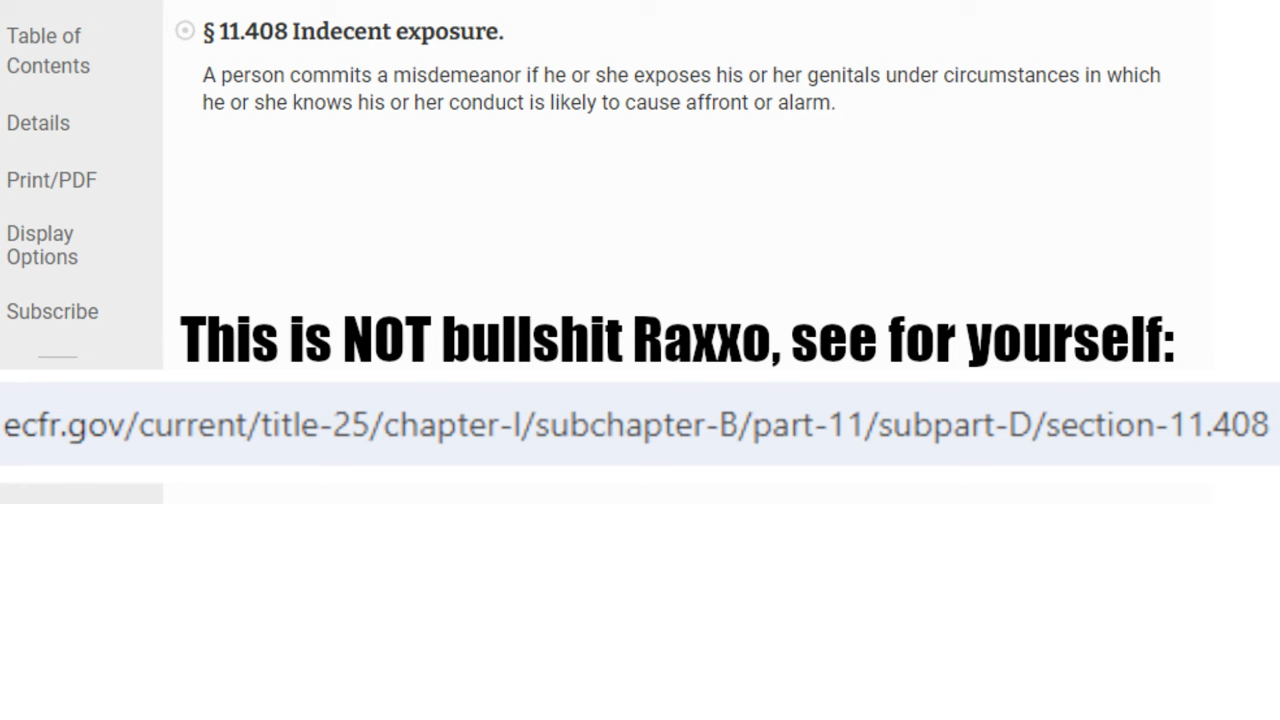 Table of
Contents
Details
Print/PDF
Display
Options
Subscribe
§ 11.408 Indecent exposure.
A person commits a misdemeanor if he or she exposes his or her genitals under circumstances in which
he or she knows his or her conduct is likely to cause affront or alarm.
This is NOT bullshit Raxxo, see for yourself:
ecfr.gov/current/title-25/chapter-I/subchapter-B/part-11/subpart-D/section-11.408